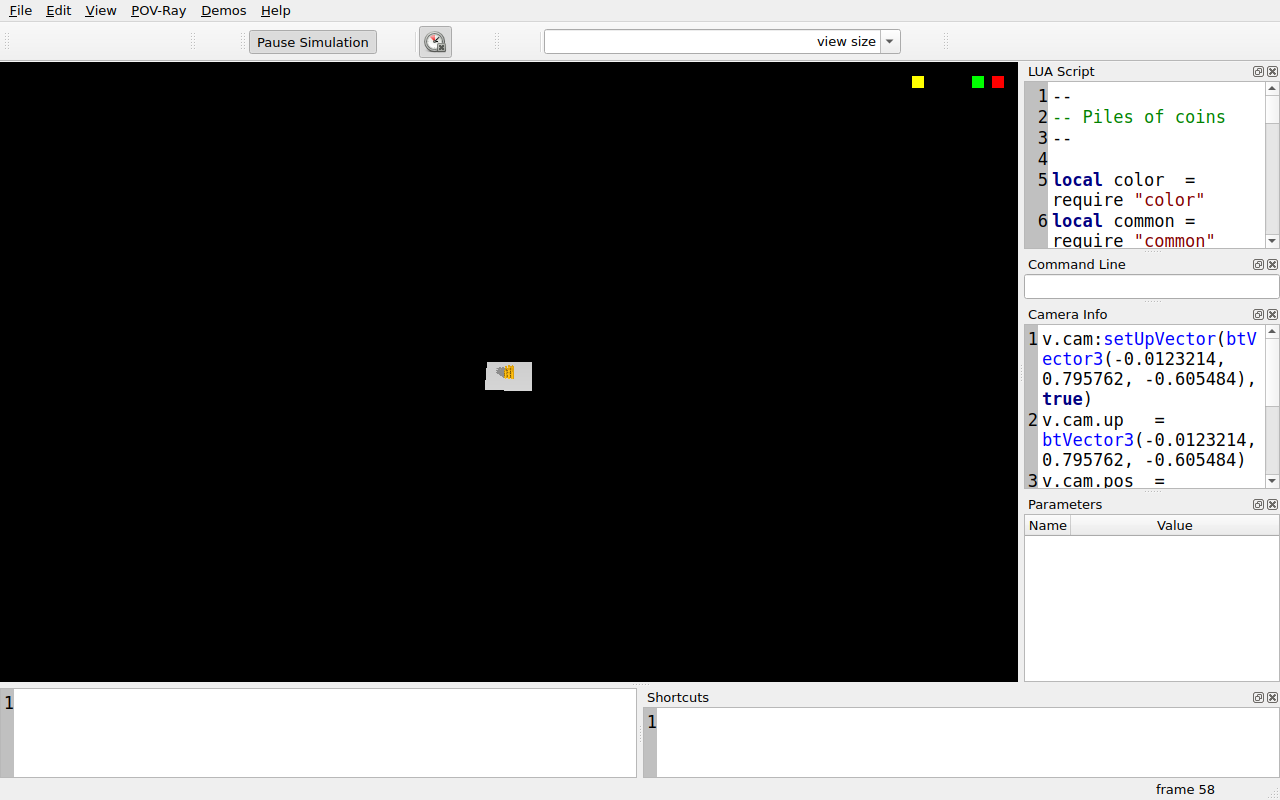 File Edit View POV-Ray Demos Help
Pause Simulation
view size
LUA Script
1 --
2 -- Piles of coins
3 --
4
5 local color  =
require "color"
6 local common =
require "common"
Command Line
Camera Info
1 v.cam:setUpVector(btV
ector3(-0.0123214,
0.795762, -0.605484),
true)
2 v.cam.up   =
btVector3(-0.0123214,
0.795762, -0.605484)
3 v.cam.pos  =
Parameters
Name Value
1
Shortcuts
1
frame 58